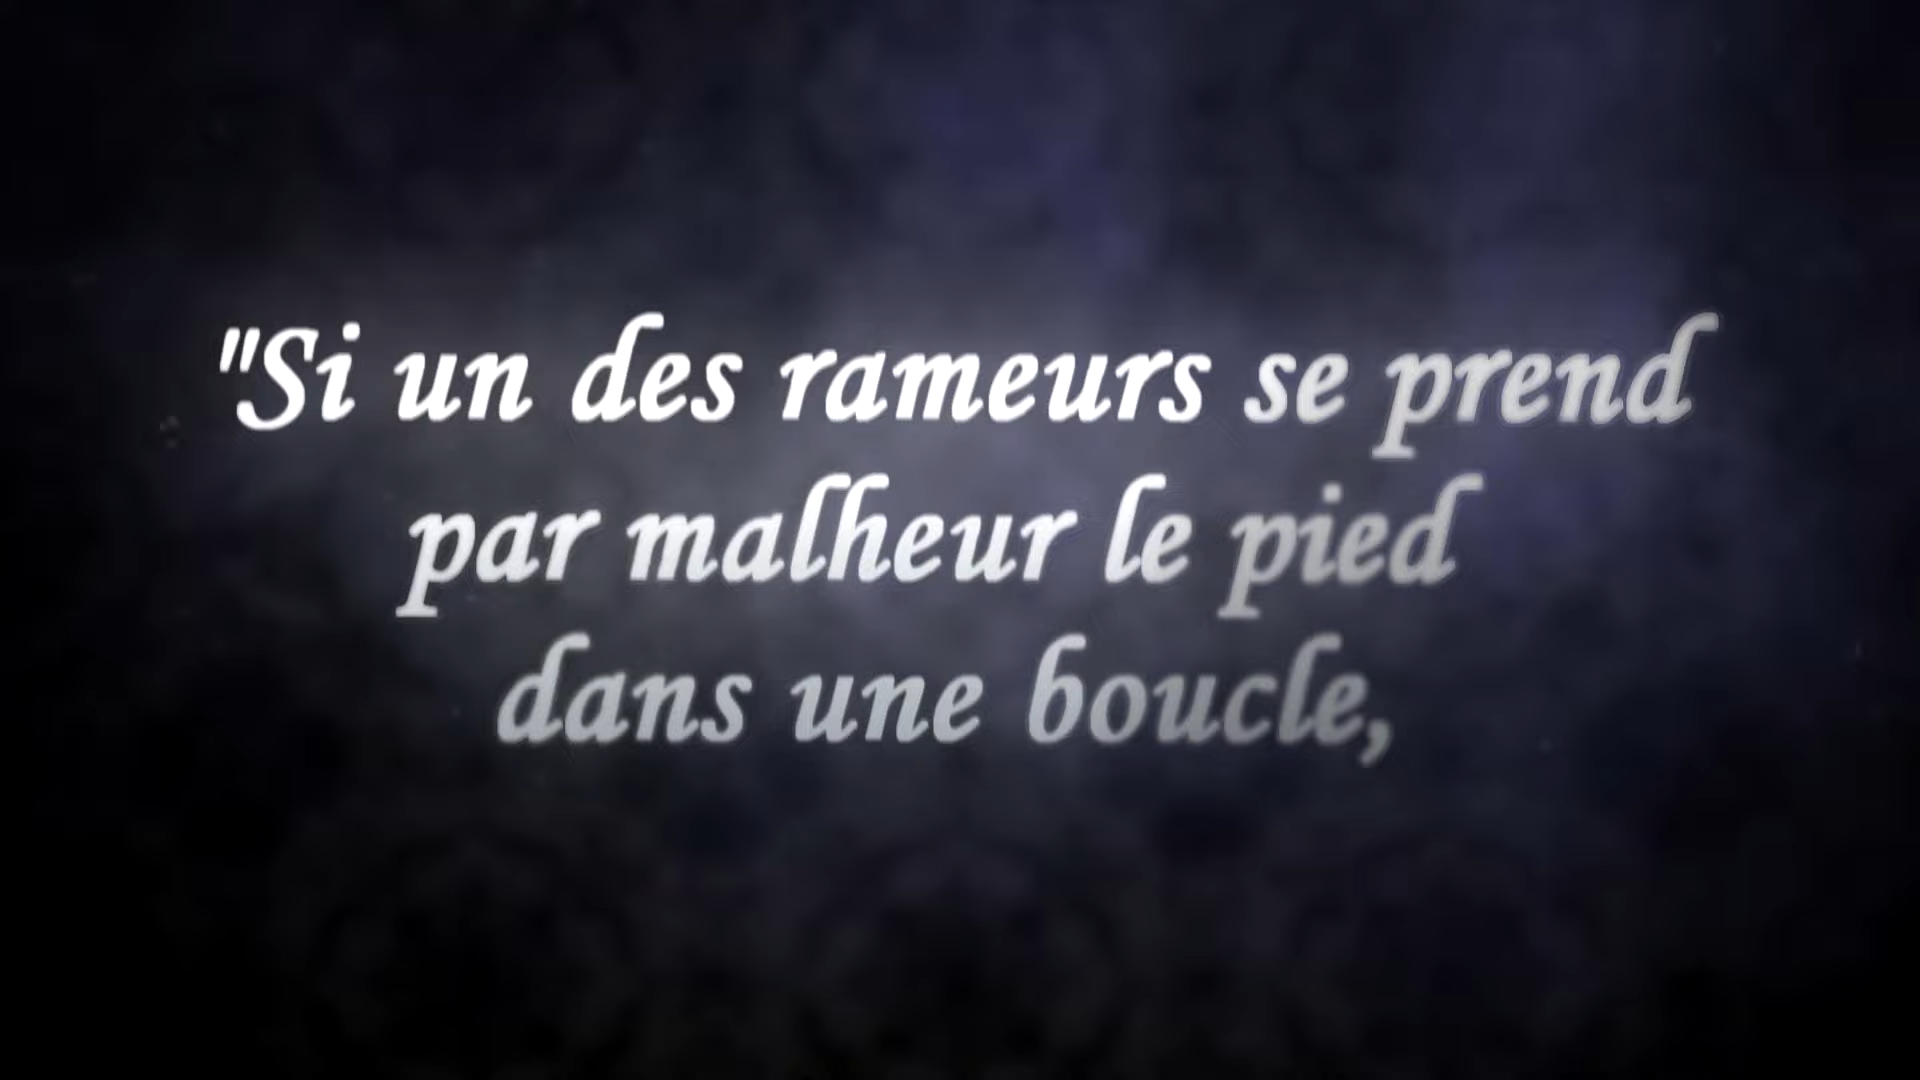 "Si un des rameurs se prend
par malheur le pied
dans une boucle,